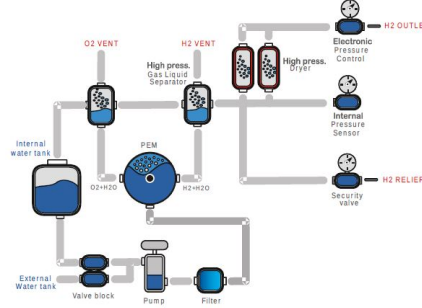 O2 VENT
H2 VENT
H2 OUTLE
Electronic
Pressure
Control
High press.
Gas Liquid
Separator
High press.
Dryer
Internal
Pressure
Sensor
Internal
water tank
PEM
O2+H2O
H2+H2O
H2 RELIEF
Security
valve
External
Water tank
Valve block
Pump
Filter